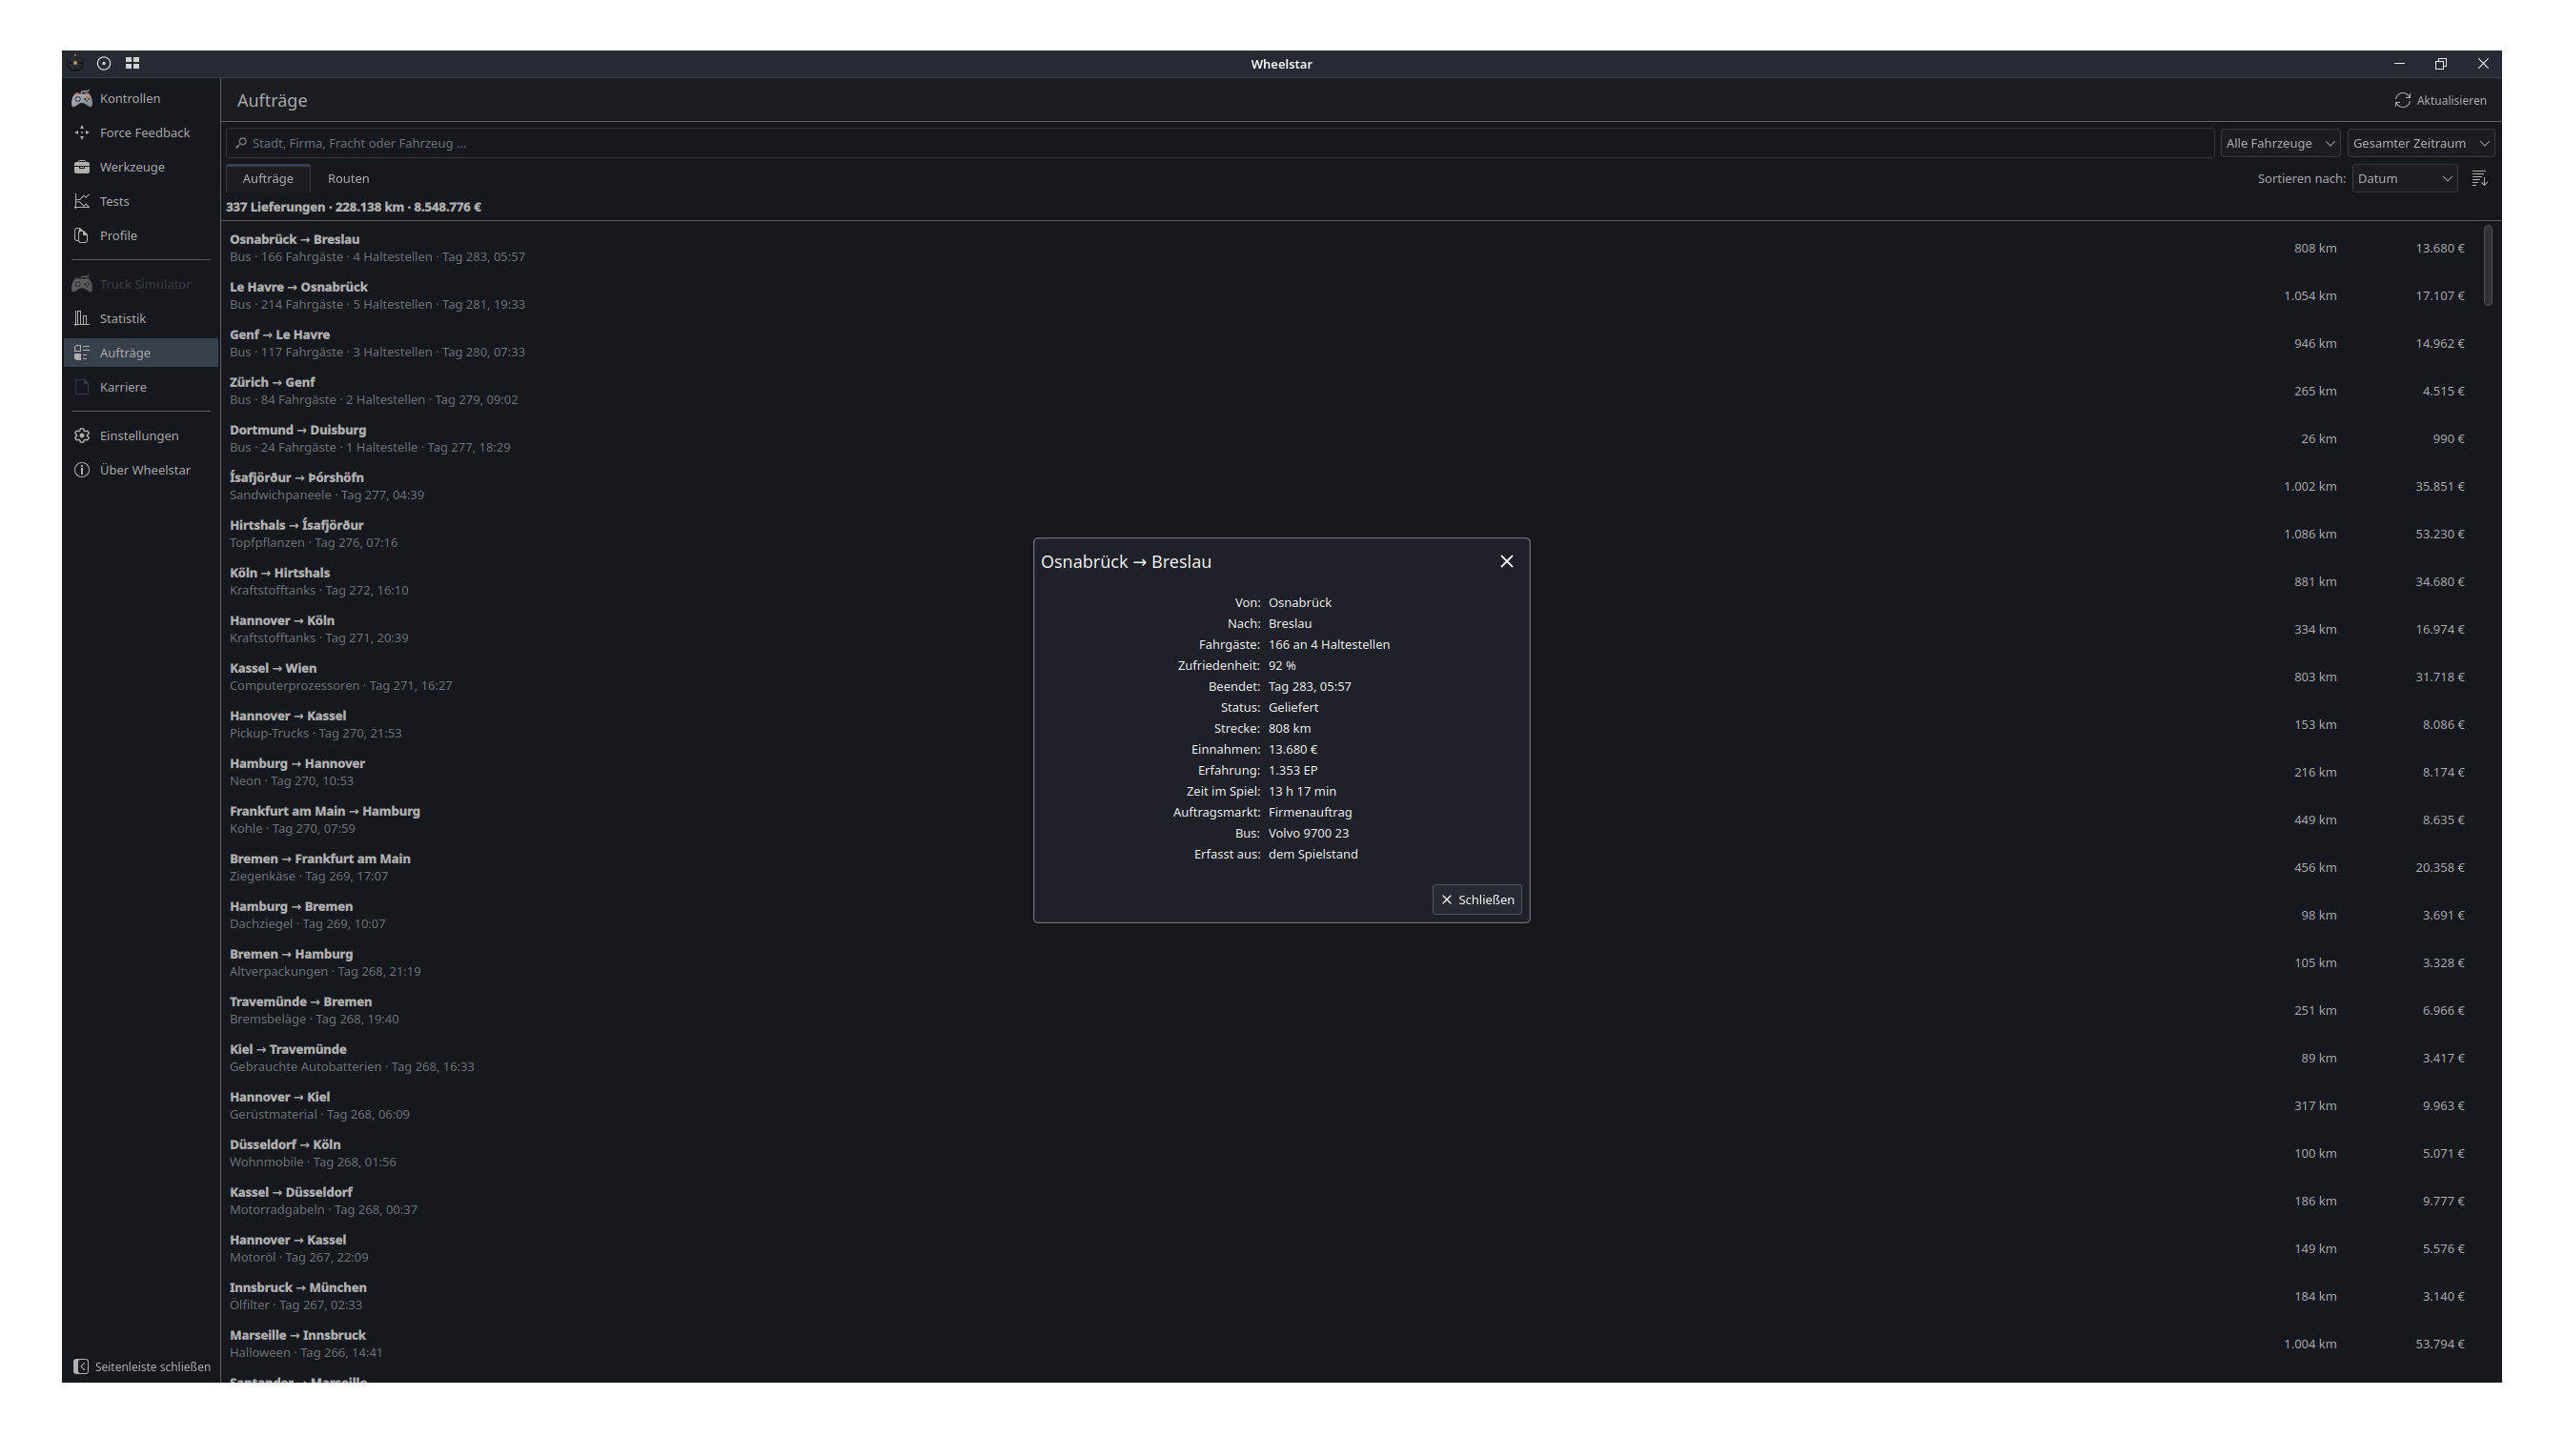 Wheelstar
Kontrollen
Force Feedback
Werkzeuge
Tests
Profile
Truck Simulator
Statistik
Aufträge
Karriere
Einstellungen
Über Wheelstar
Seitenleiste schließen
Aufträge
Aktualisieren
Stadt, Firma, Fracht oder Fahrzeug ...
Alle Fahrzeuge
Gesamter Zeitraum
Aufträge
Routen
Sortieren nach: Datum
337 Lieferungen · 228.138 km · 8.548.776 €
Osnabrück → Breslau
Bus · 166 Fahrgäste · 4 Haltestellen · Tag 283, 05:57
808 km 13.680 €
Le Havre → Osnabrück
Bus · 214 Fahrgäste · 5 Haltestellen · Tag 281, 19:33
1.054 km 17.107 €
Genf → Le Havre
Bus · 117 Fahrgäste · 3 Haltestellen · Tag 280, 07:33
946 km 14.962 €
Zürich → Genf
Bus · 84 Fahrgäste · 2 Haltestellen · Tag 279, 09:02
265 km 4.515 €
Dortmund → Duisburg
Bus · 24 Fahrgäste · 1 Haltestelle · Tag 277, 18:29
26 km 990 €
Ísafjörður → Þórshöfn
Sandwichpaneele · Tag 277, 04:39
1.002 km 35.851 €
Hirtshals → Ísafjörður
Topfpflanzen · Tag 276, 07:16
1.086 km 53.230 €
Köln → Hirtshals
Kraftstofftanks · Tag 272, 16:10
881 km 34.680 €
Hannover → Köln
Kraftstofftanks · Tag 271, 20:39
334 km 16.974 €
Kassel → Wien
Computerprozessoren · Tag 271, 16:27
803 km 31.718 €
Hannover → Kassel
Pickup-Trucks · Tag 270, 21:53
153 km 8.086 €
Hamburg → Hannover
Neon · Tag 270, 10:53
216 km 8.174 €
Frankfurt am Main → Hamburg
Kohle · Tag 270, 07:59
449 km 8.635 €
Bremen → Frankfurt am Main
Ziegenkäse · Tag 269, 17:07
456 km 20.358 €
Hamburg → Bremen
Dachziegel · Tag 269, 10:07
98 km 3.691 €
Bremen → Hamburg
Altverpackungen · Tag 268, 21:19
105 km 3.328 €
Travemünde → Bremen
Bremsbeläge · Tag 268, 19:40
251 km 6.966 €
Kiel → Travemünde
Gebrauchte Autobatterien · Tag 268, 16:33
89 km 3.417 €
Hannover → Kiel
Gerüstmaterial · Tag 268, 06:09
317 km 9.963 €
Düsseldorf → Köln
Wohnmobile · Tag 268, 01:56
100 km 5.071 €
Kassel → Düsseldorf
Motorradgabeln · Tag 268, 00:37
186 km 9.777 €
Hannover → Kassel
Motoröl · Tag 267, 22:09
149 km 5.576 €
Innsbruck → München
Ölfilter · Tag 267, 02:33
184 km 3.140 €
Marseille → Innsbruck
Halloween · Tag 266, 14:41
1.004 km 53.794 €
Santander → Marseille
Osnabrück → Breslau
Von: Osnabrück
Nach: Breslau
Fahrgäste: 166 an 4 Haltestellen
Zufriedenheit: 92 %
Beendet: Tag 283, 05:57
Status: Geliefert
Strecke: 808 km
Einnahmen: 13.680 €
Erfahrung: 1.353 EP
Zeit im Spiel: 13 h 17 min
Auftragsmarkt: Firmenauftrag
Bus: Volvo 9700 23
Erfasst aus: dem Spielstand
Schließen